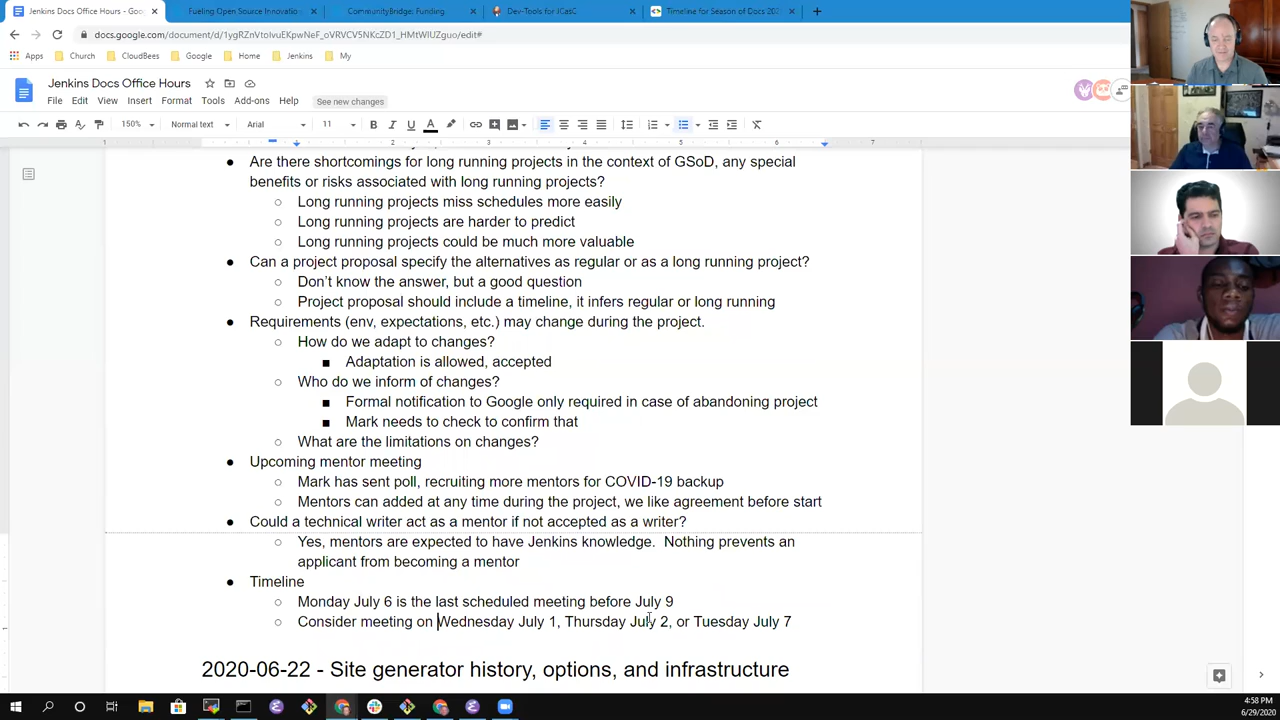 Jenkins Docs Office Hours - Goo
Fueling Open Source Innovatio
CommunityBridge: Funding
Dev-Tools for JCasC
Timeline for Season of Docs 202
docs.google.com/document/d/1ygRZnVtoIvuEKpwNeF_oVRVCV5NKcZD1_HMtWIUZguo/edit#
Apps Church CloudBees Google Home Jenkins My
Jenkins Docs Office Hours
File Edit View Insert Format Tools Add-ons Help See new changes
150% Normal text Arial 11
1 1 2 3 4 5 6 7
Are there shortcomings for long running projects in the context of GSoD, any special
benefits or risks associated with long running projects?
Long running projects miss schedules more easily
Long running projects are harder to predict
Long running projects could be much more valuable
Can a project proposal specify the alternatives as regular or as a long running project?
Don't know the answer, but a good question
Project proposal should include a timeline, it infers regular or long running
Requirements (env, expectations, etc.) may change during the project.
How do we adapt to changes?
Adaptation is allowed, accepted
Who do we inform of changes?
Formal notification to Google only required in case of abandoning project
Mark needs to check to confirm that
What are the limitations on changes?
Upcoming mentor meeting
Mark has sent poll, recruiting more mentors for COVID-19 backup
Mentors can added at any time during the project, we like agreement before start
Could a technical writer act as a mentor if not accepted as a writer?
Yes, mentors are expected to have Jenkins knowledge. Nothing prevents an
applicant from becoming a mentor
Timeline
Monday July 6 is the last scheduled meeting before July 9
Consider meeting on Wednesday July 1, Thursday July 2, or Tuesday July 7
2020-06-22 - Site generator history, options, and infrastructure
4:58 PM
6/29/2020